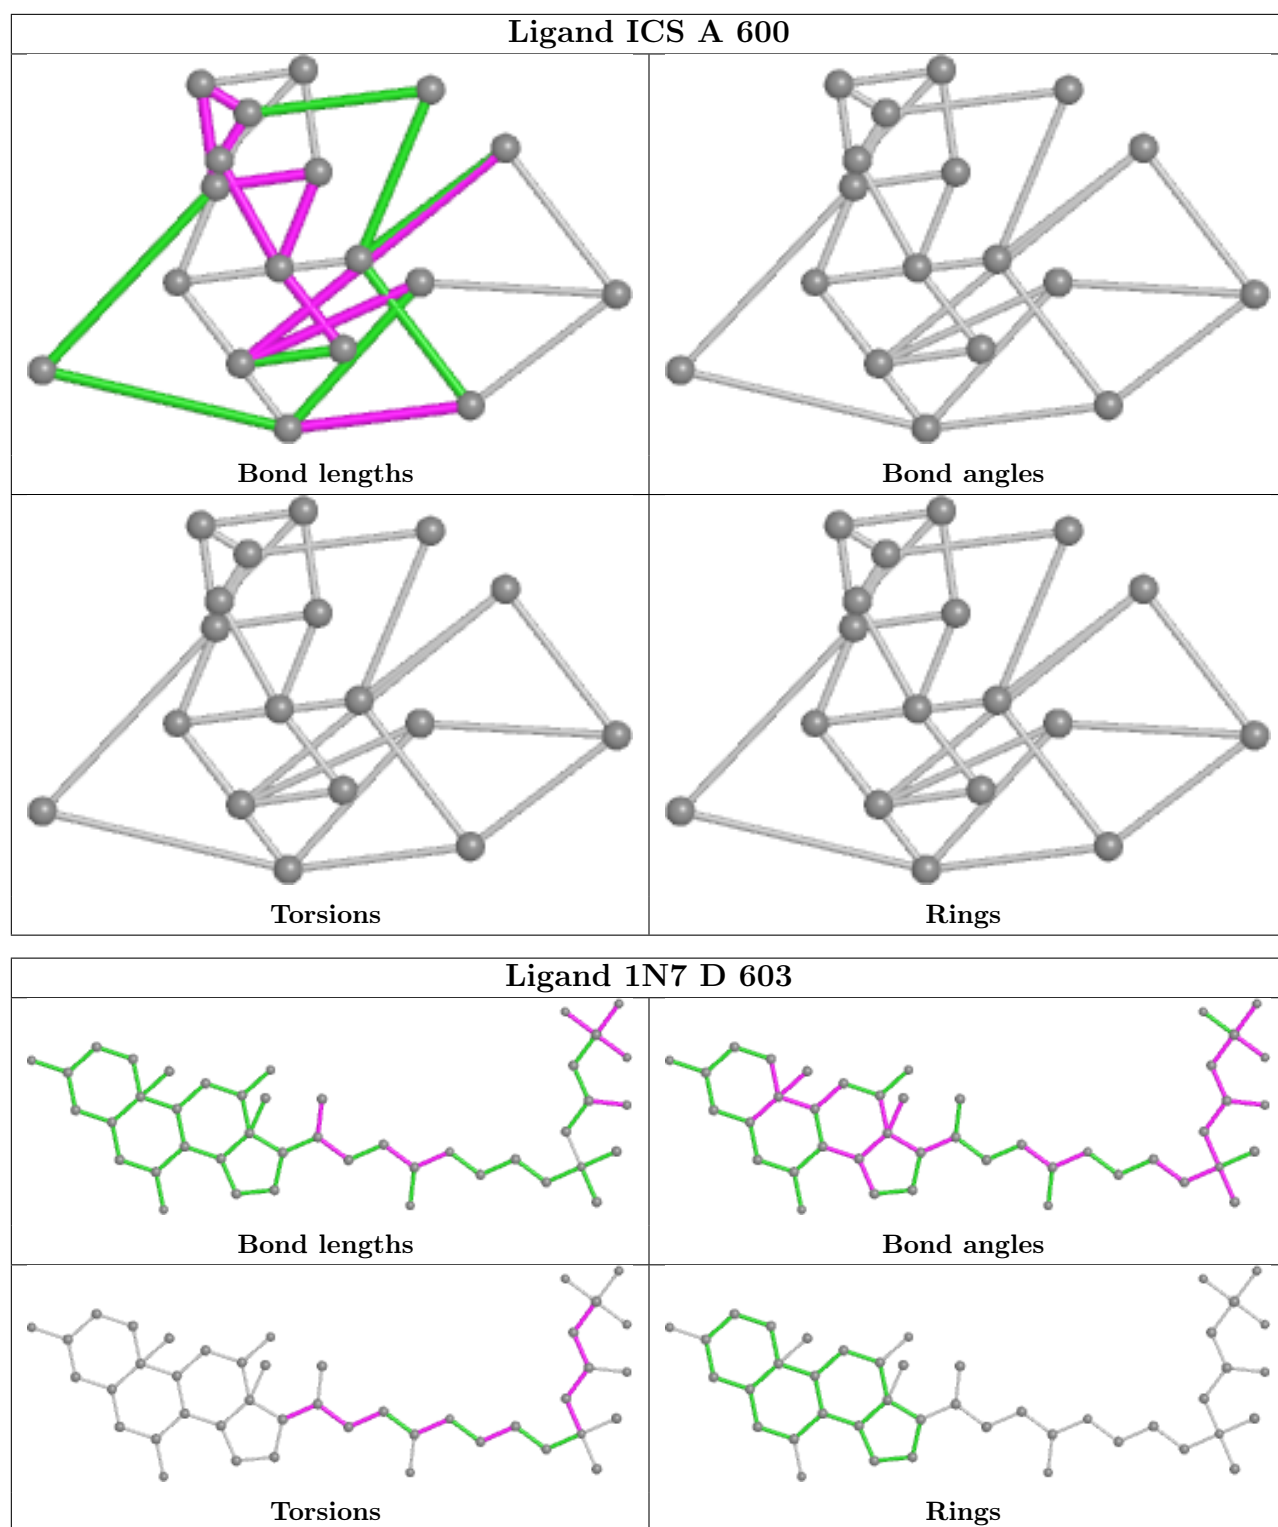 Ligand ICS A 600
Bond lengths
Bond angles
Torsions
Rings
Ligand 1N7 D 603
Bond lengths
Bond angles
Torsions
Rings